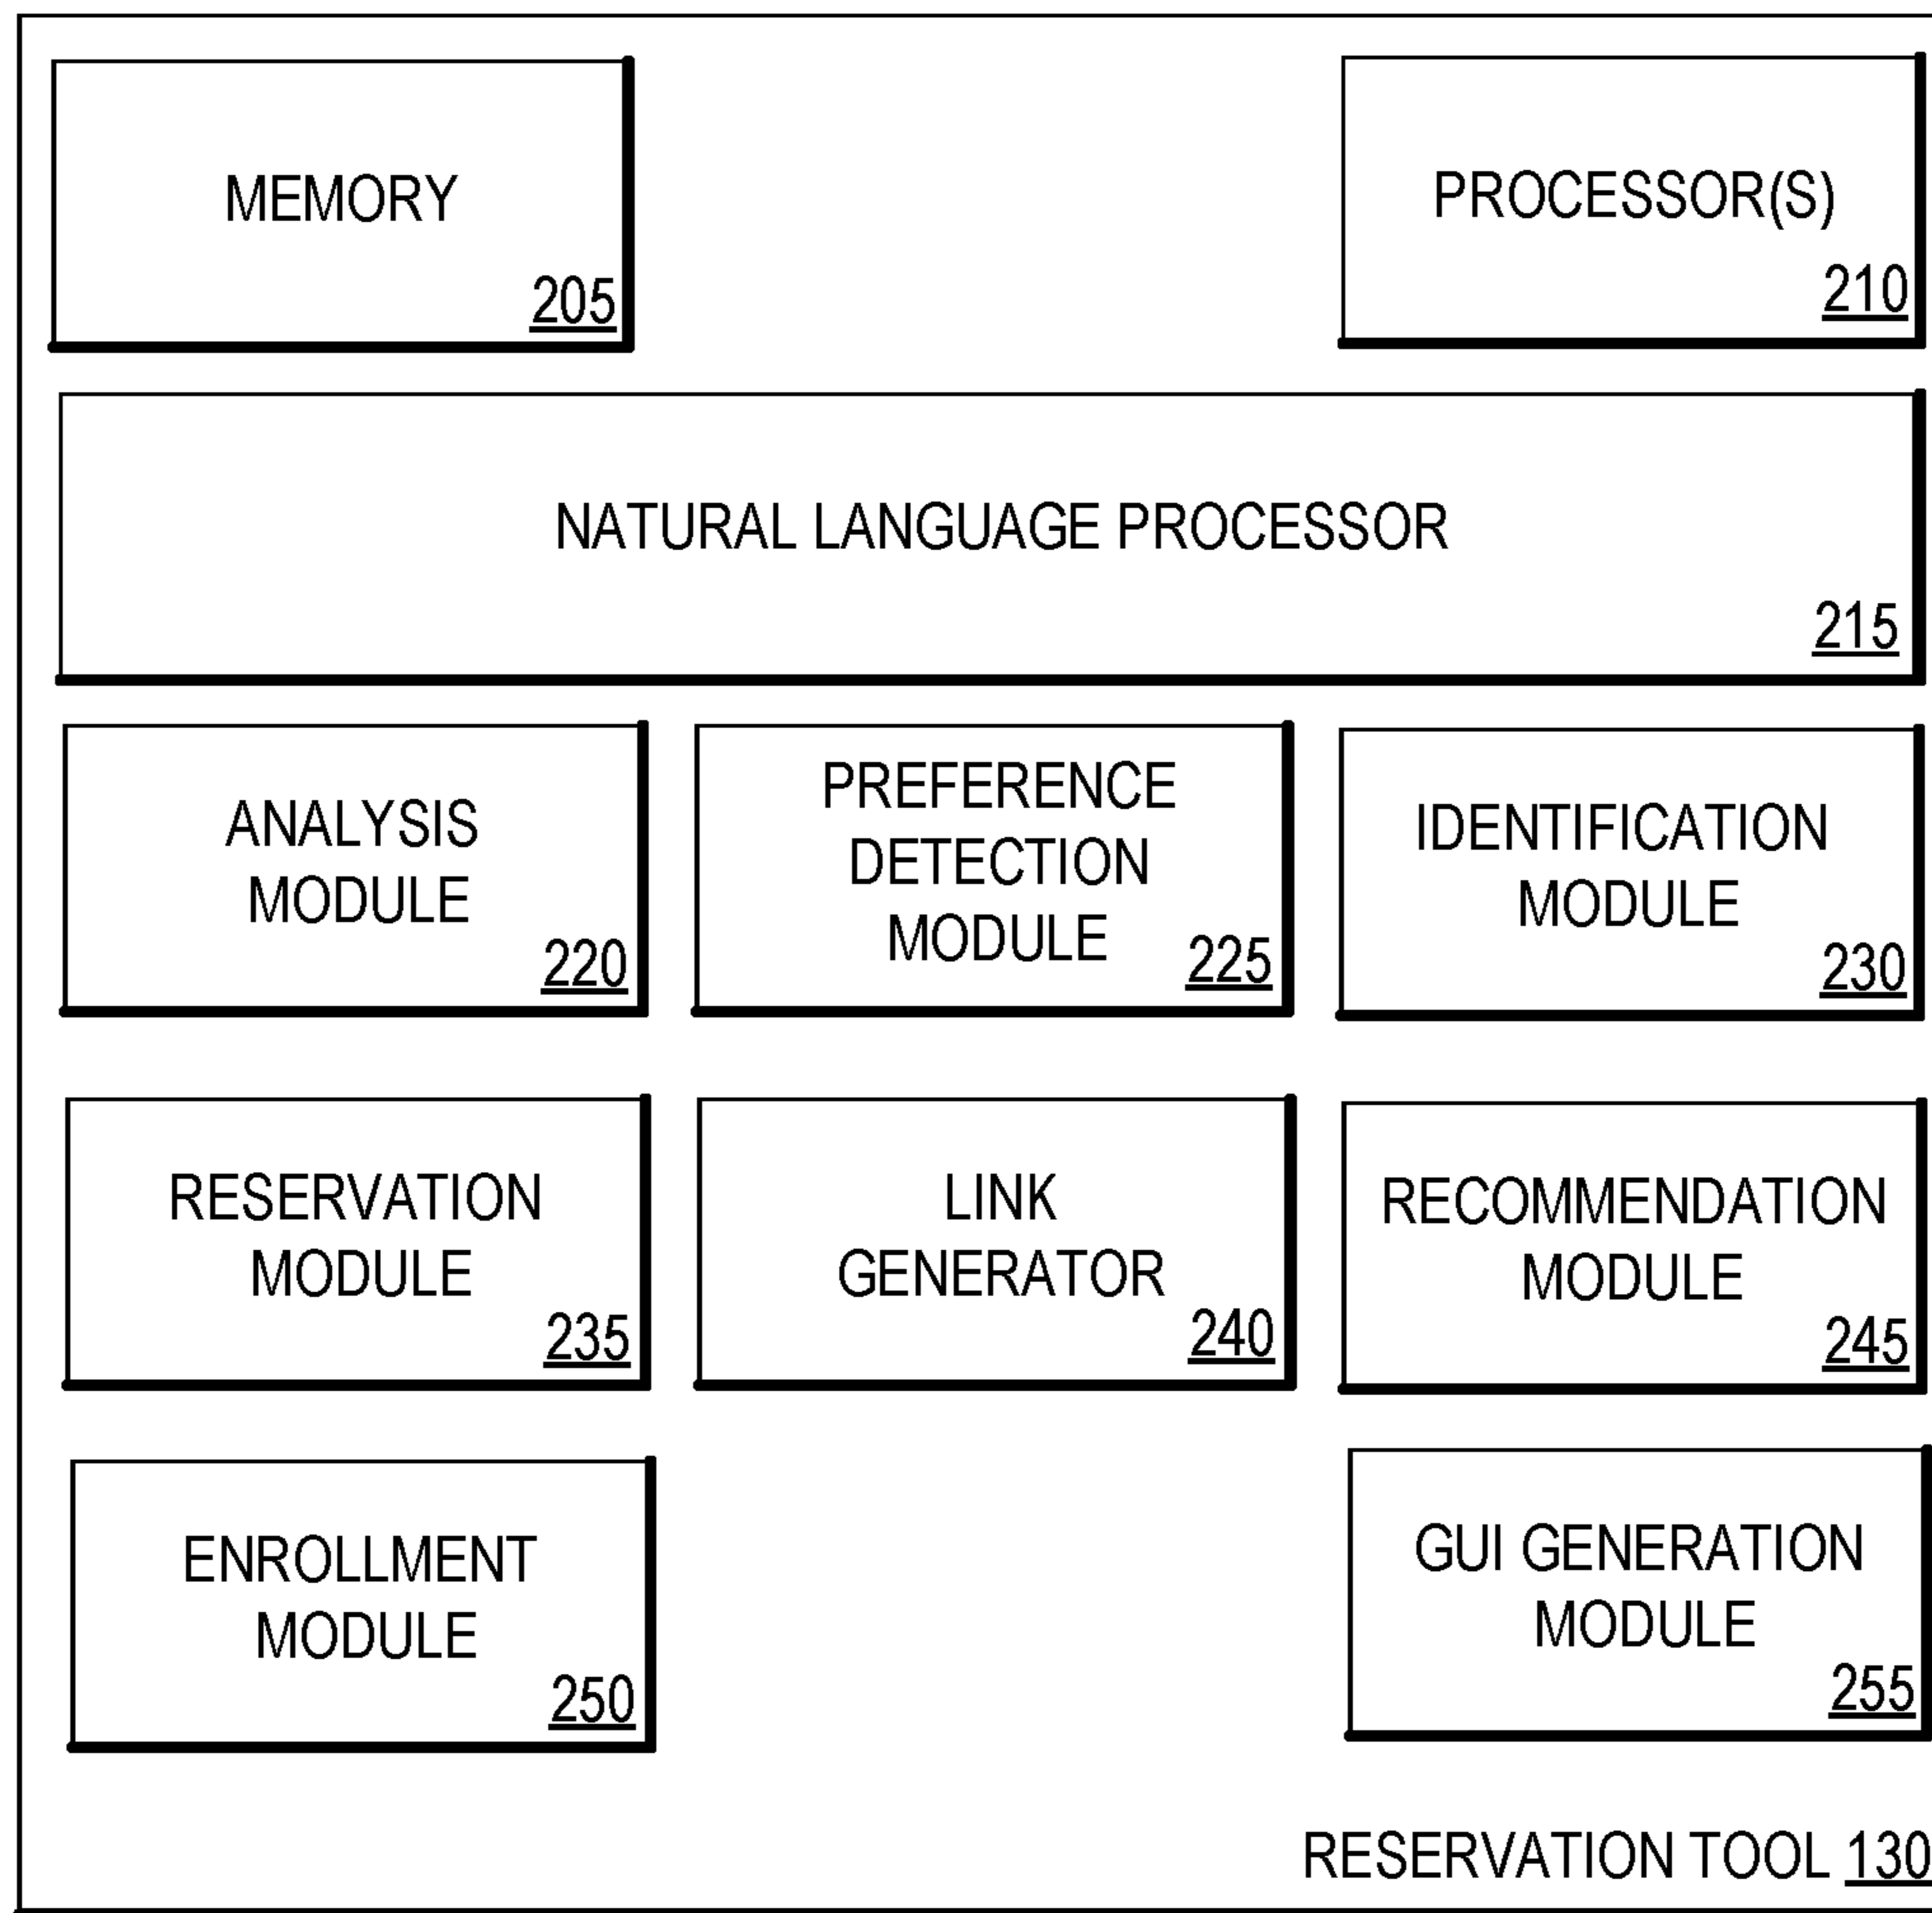 MEMORY
205
PROCESSOR(S)
210
NATURAL LANGUAGE PROCESSOR
215
ANALYSIS
MODULE
220
PREFERENCE
DETECTION
MODULE
225
IDENTIFICATION
MODULE
230
RESERVATION
MODULE
235
LINK
GENERATOR
240
RECOMMENDATION
MODULE
245
ENROLLMENT
MODULE
250
GUI GENERATION
MODULE
255
RESERVATION TOOL 130